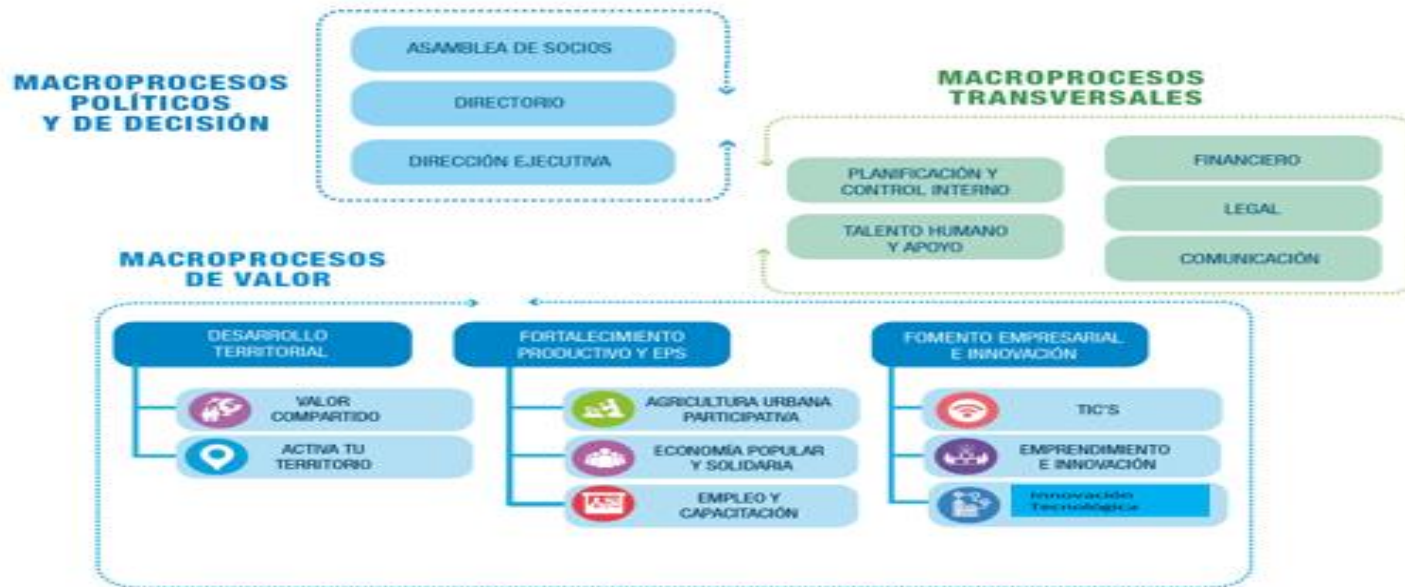 MACROPROCESOS
POLÍTICOS
Y DE DECISIÓN
ASAMBLEA DE SOCIOS
DIRECTORIO
DIRECCIÓN EJECUTIVA
MACROPROCESOS
TRANSVERSALES
PLANIFICACIÓN Y
CONTROL INTERNO
TALENTO HUMANO
Y APOYO
FINANCIERO
LEGAL
COMUNICACIÓN
MACROPROCESOS
DE VALOR
DESARROLLO
TERRITORIAL
VALOR
COMPARTIDO
ACTIVA TU
TERRITORIO
FORTALECIMIENTO
PRODUCTIVO Y EPS
AGRICULTURA URBANA
PARTICIPATIVA
ECONOMÍA POPULAR
Y SOLIDARIA
EMPLEO Y
CAPACITACIÓN
FOMENTO EMPRESARIAL
E INNOVACIÓN
TIC'S
EMPRENDIMIENTO
E INNOVACIÓN
Innovación
Tecnológica